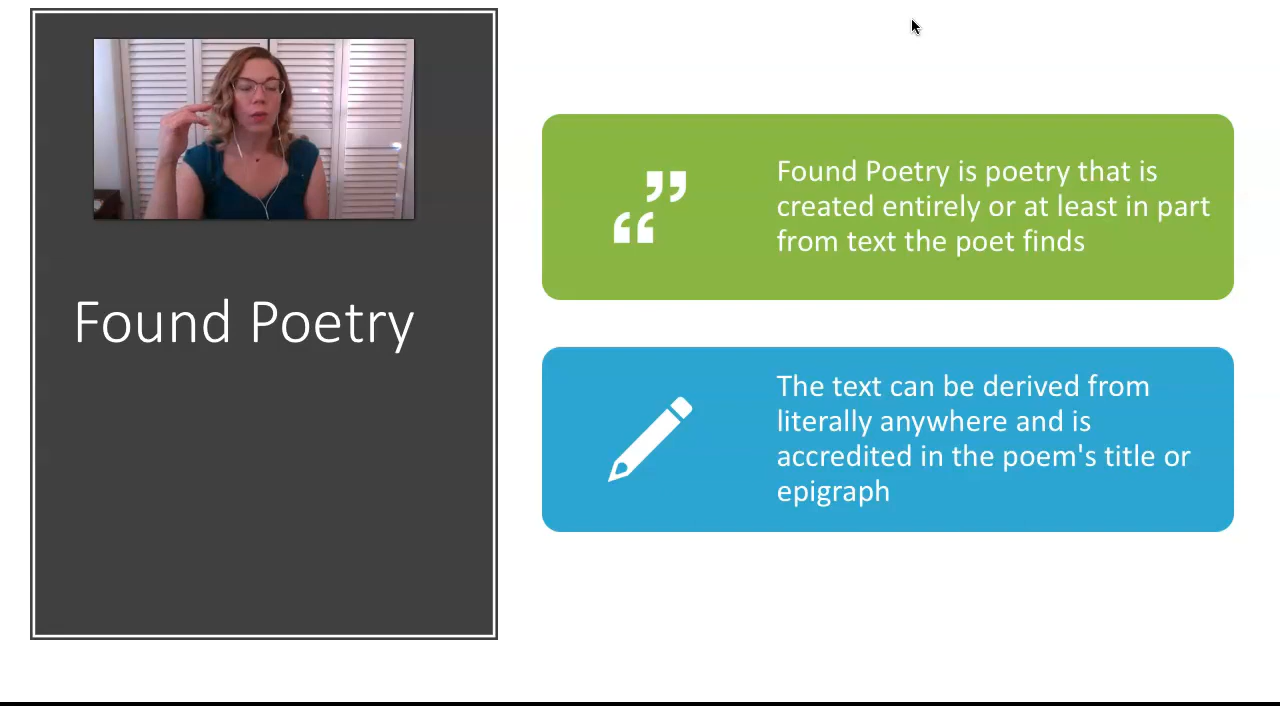 Found Poetry
Found Poetry is poetry that is
created entirely or at least in part
from text the poet finds
The text can be derived from
literally anywhere and is
accredited in the poem's title or
epigraph